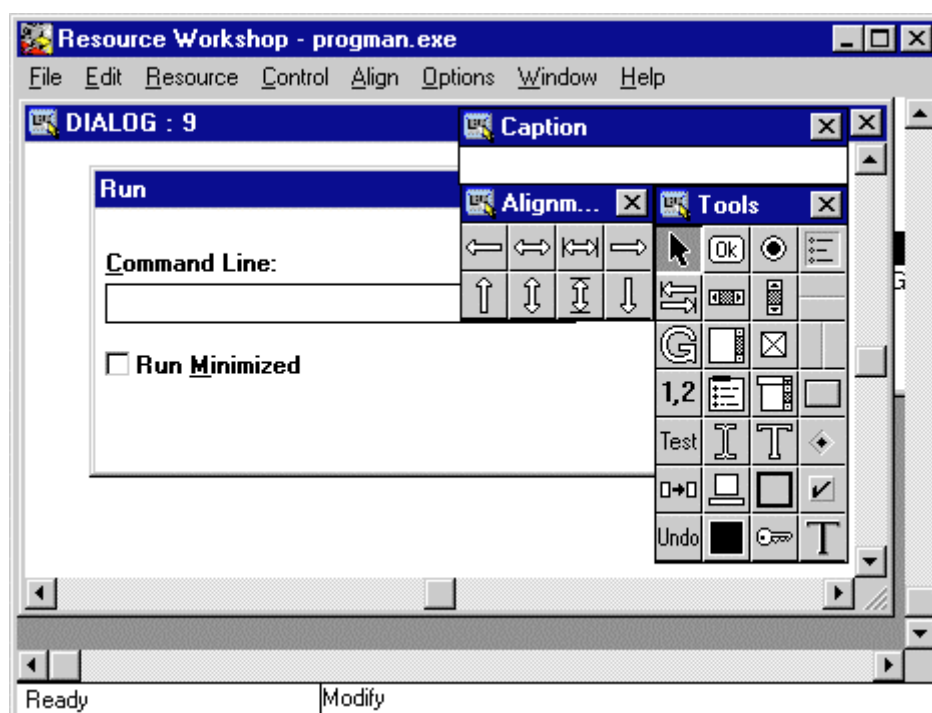 Resource Workshop - progman.exe
File Edit Resource Control Align Options Window Help
DIALOG : 9
Caption
Run
Alignm...
Tools
Command Line:
Run Minimized
Ok
G
1,2
Test
T
Undo
T
Ready
Modify